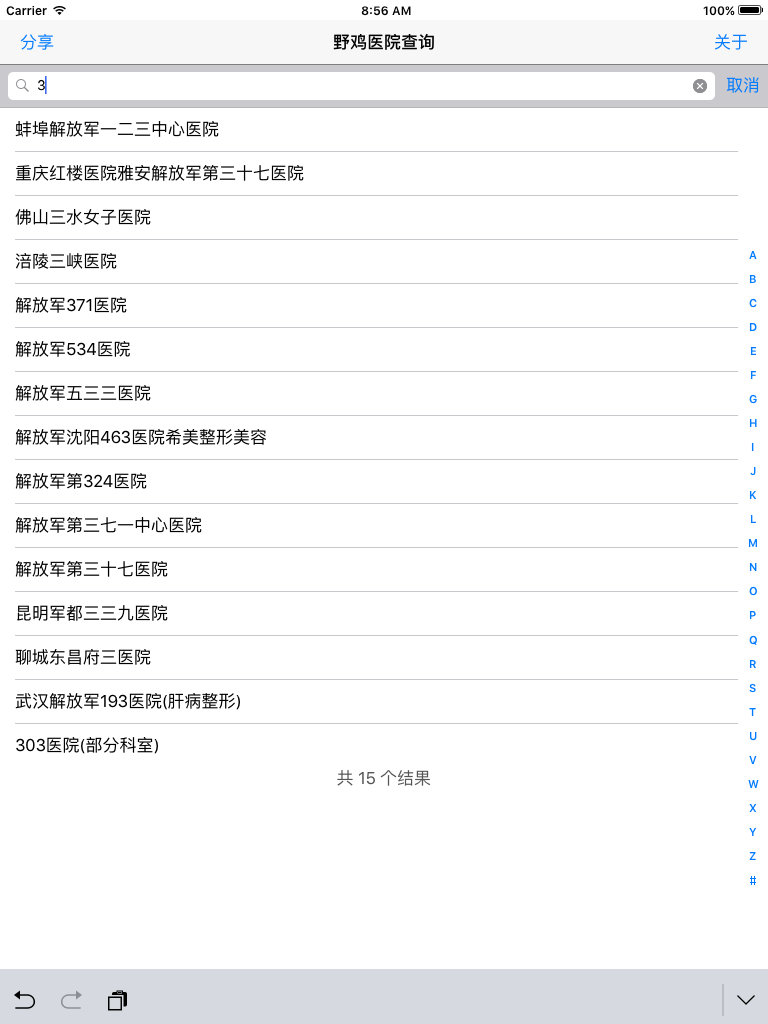 Carrier 8:56 AM 100%
分享 野鸡医院查询 关于
3 取消
蚌埠解放军一二三中心医院
重庆红楼医院雅安解放军第三十七医院
佛山三水女子医院
涪陵三峡医院
解放军371医院
解放军534医院
解放军五三三医院
解放军沈阳463医院希美整形美容
解放军第324医院
解放军第三七一中心医院
解放军第三十七医院
昆明军都三三九医院
聊城东昌府三医院
武汉解放军193医院(肝病整形)
303医院(部分科室)
共 15 个结果
A
B
C
D
E
F
G
H
I
J
K
L
M
N
O
P
Q
R
S
T
U
V
W
X
Y
Z
#